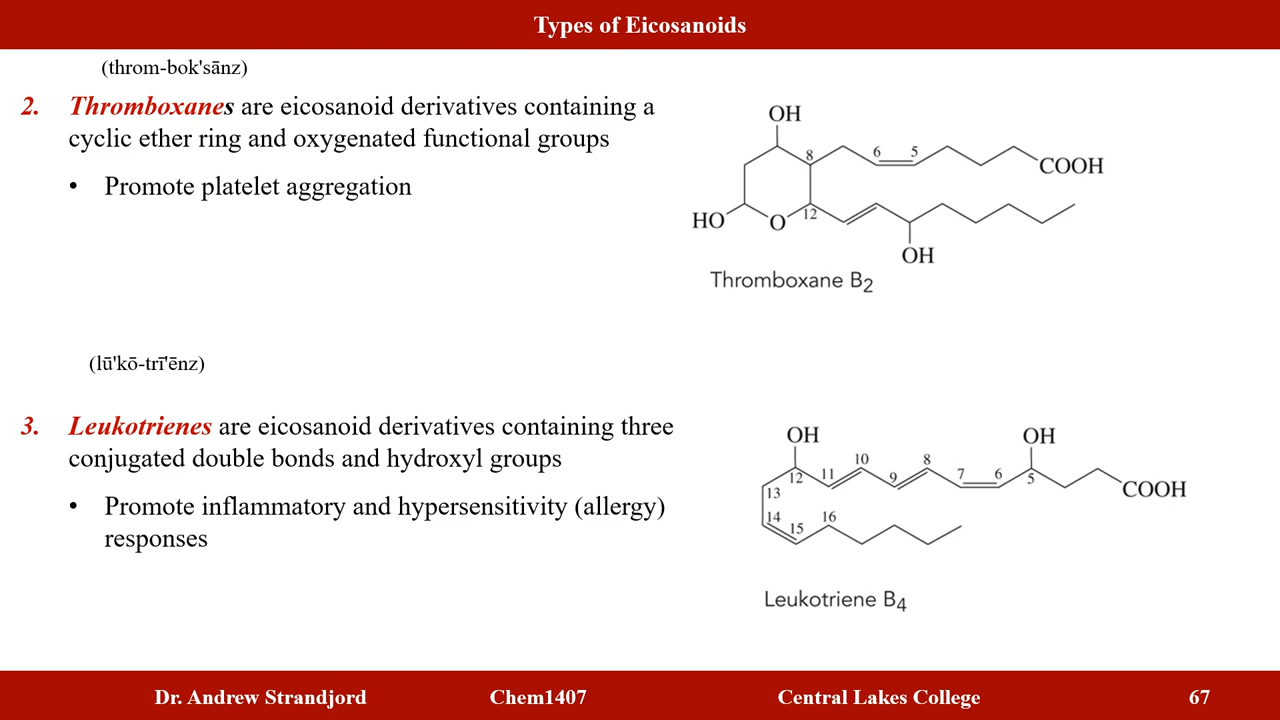 Types of Eicosanoids
(throm-bok'sānz)
2. Thromboxanes are eicosanoid derivatives containing a
cyclic ether ring and oxygenated functional groups
• Promote platelet aggregation
OH
8
6
5
COOH
HO
O
12
OH
Thromboxane B2
(lū'kō-trī'ēnz)
3. Leukotrienes are eicosanoid derivatives containing three
conjugated double bonds and hydroxyl groups
• Promote inflammatory and hypersensitivity (allergy)
responses
OH
OH
12
11
10
9
8
7
6
5
COOH
13
14
15
16
Leukotriene B4
Dr. Andrew Strandjord Chem1407 Central Lakes College 67